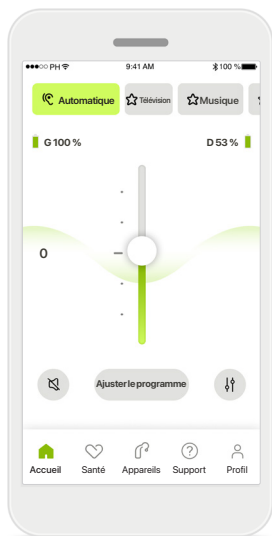 ●●●○○ PH 9:41 AM 100 %
Automatique Télévision Musique
G 100 % D 53 %
0
Ajuster le programme
Accueil Santé Appareils Support Profil